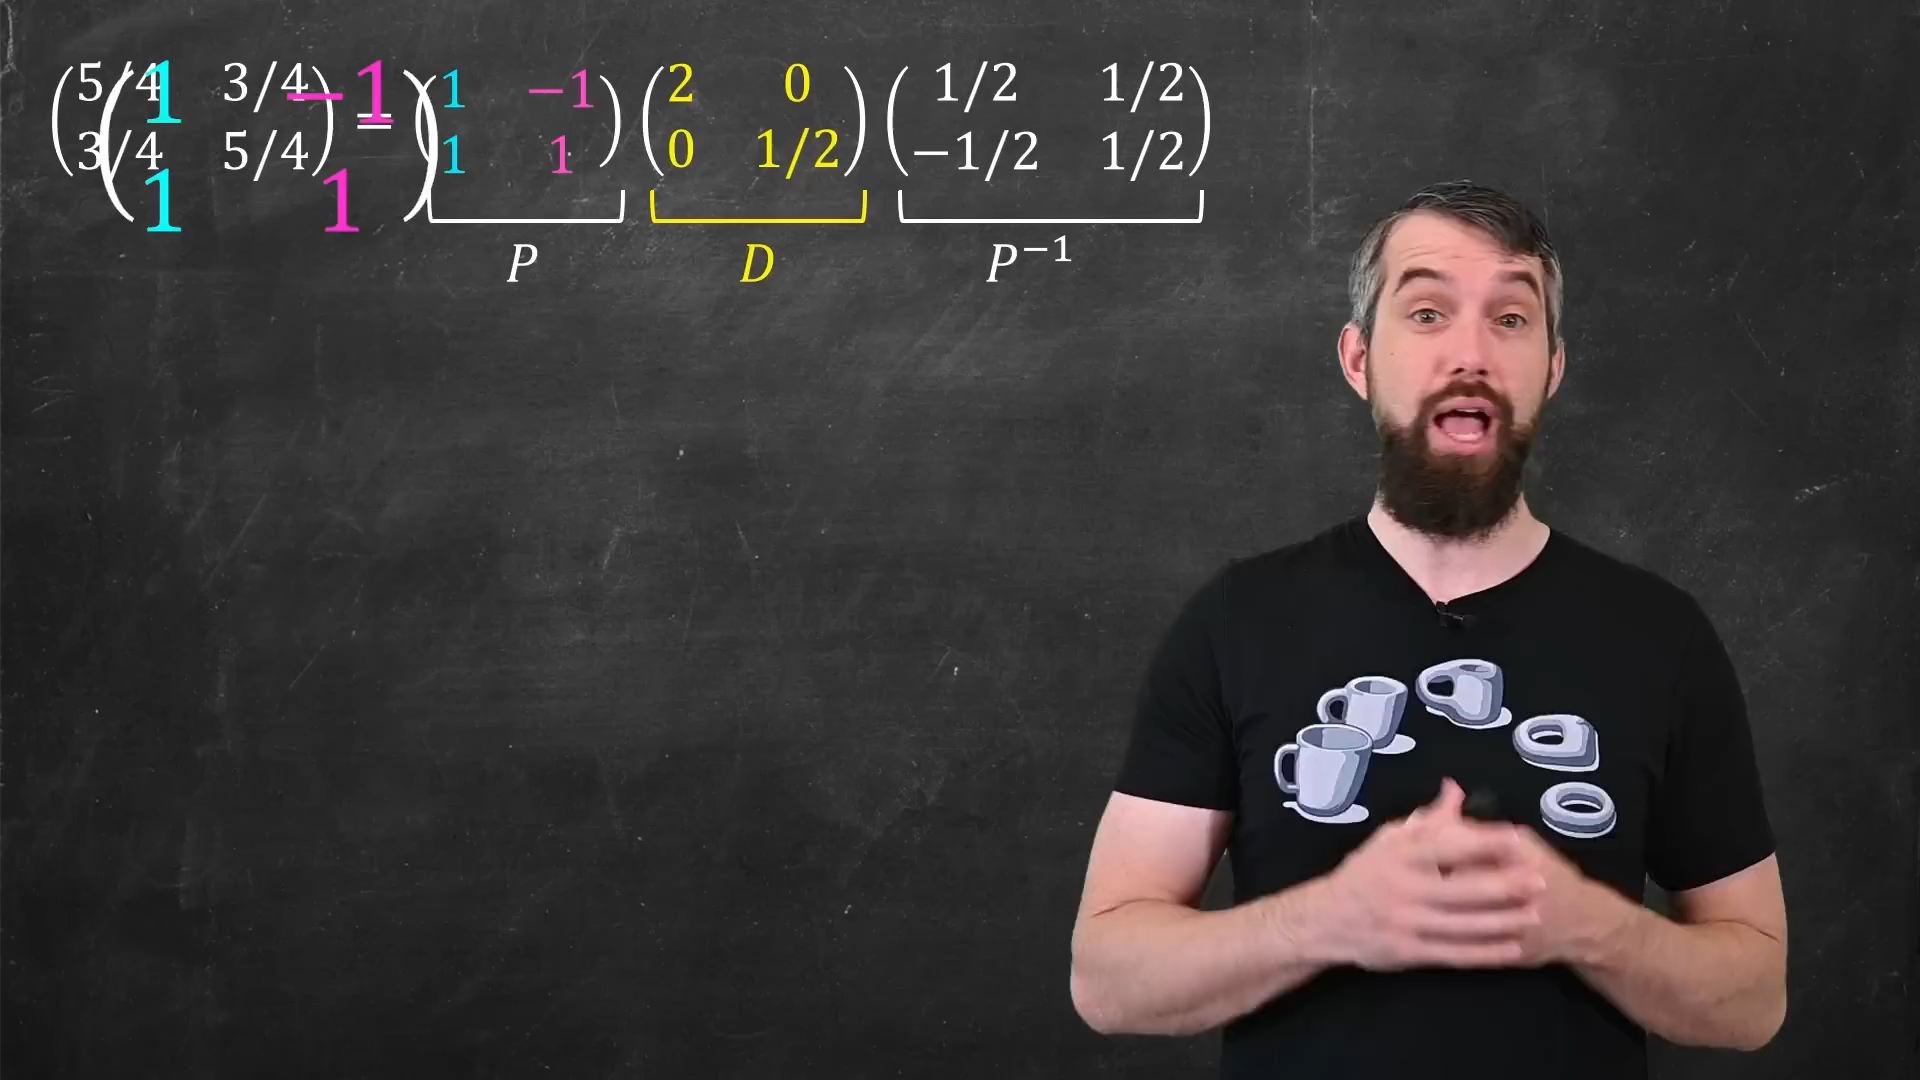 5/4 3/4 = 1 −1 2 0 1/2 1/2
3/4 5/4 1 1 0 1/2 −1/2 1/2
1 −1
1 1
P D P−1